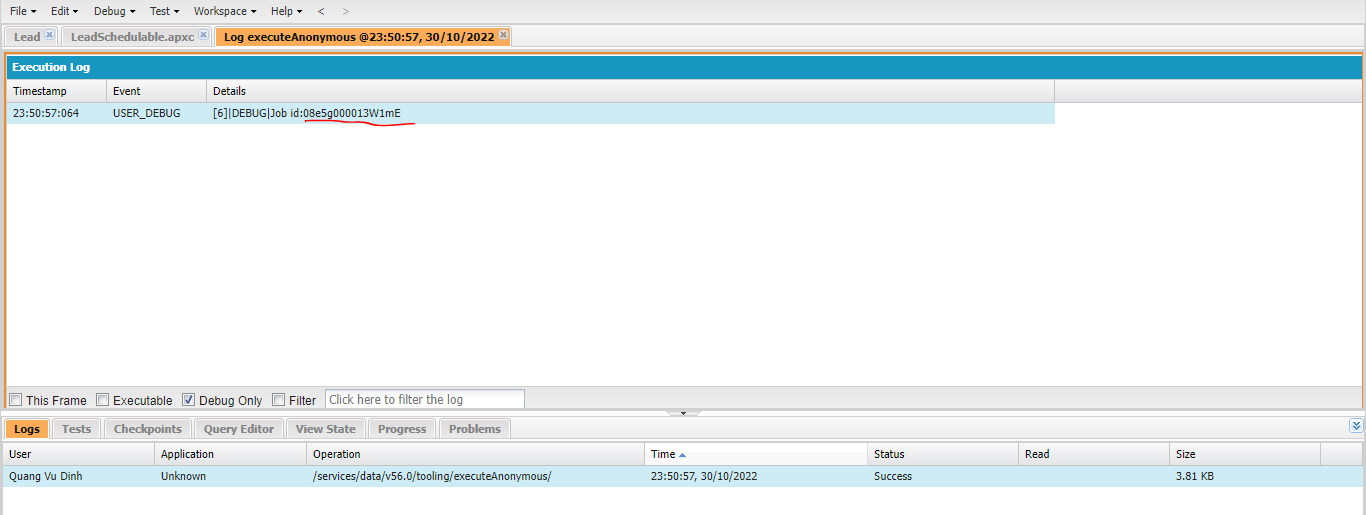 File Edit Debug Test Workspace Help < >
Lead LeadSchedulable.apxc Log executeAnonymous @23:50:57, 30/10/2022
Execution Log
Timestamp Event Details
23:50:57:064 USER_DEBUG [6]|DEBUG|Job id:08e5g000013W1mE
This Frame Executable Debug Only Filter Click here to filter the log
Logs Tests Checkpoints Query Editor View State Progress Problems
User Application Operation Time Status Read Size
Quang Vu Dinh Unknown /services/data/v56.0/tooling/executeAnonymous/ 23:50:57, 30/10/2022 Success 3.81 KB